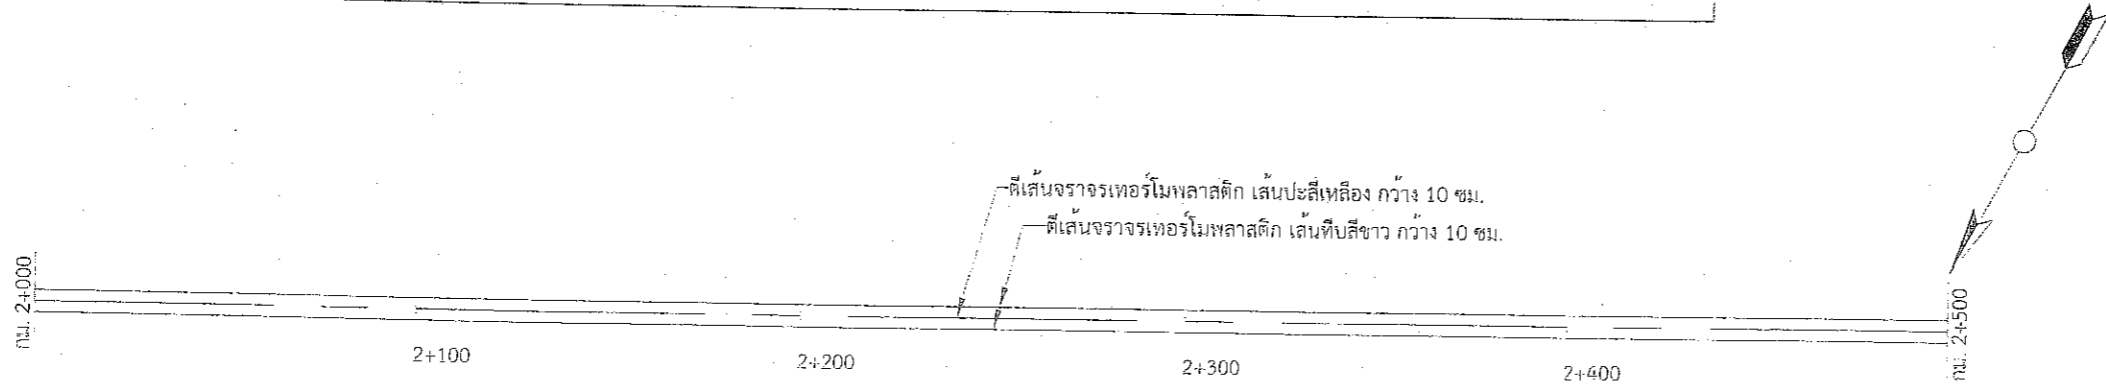 ตีเส้นจราจรเทอร์โมพลาสติก เส้นปะสีเหลือง กว้าง 10 ซม.
ตีเส้นจราจรเทอร์โมพลาสติก เส้นทึบสีขาว กว้าง 10 ซม.
กม. 2+000
2+100
2+200
2+300
2+400
กม. 2+500